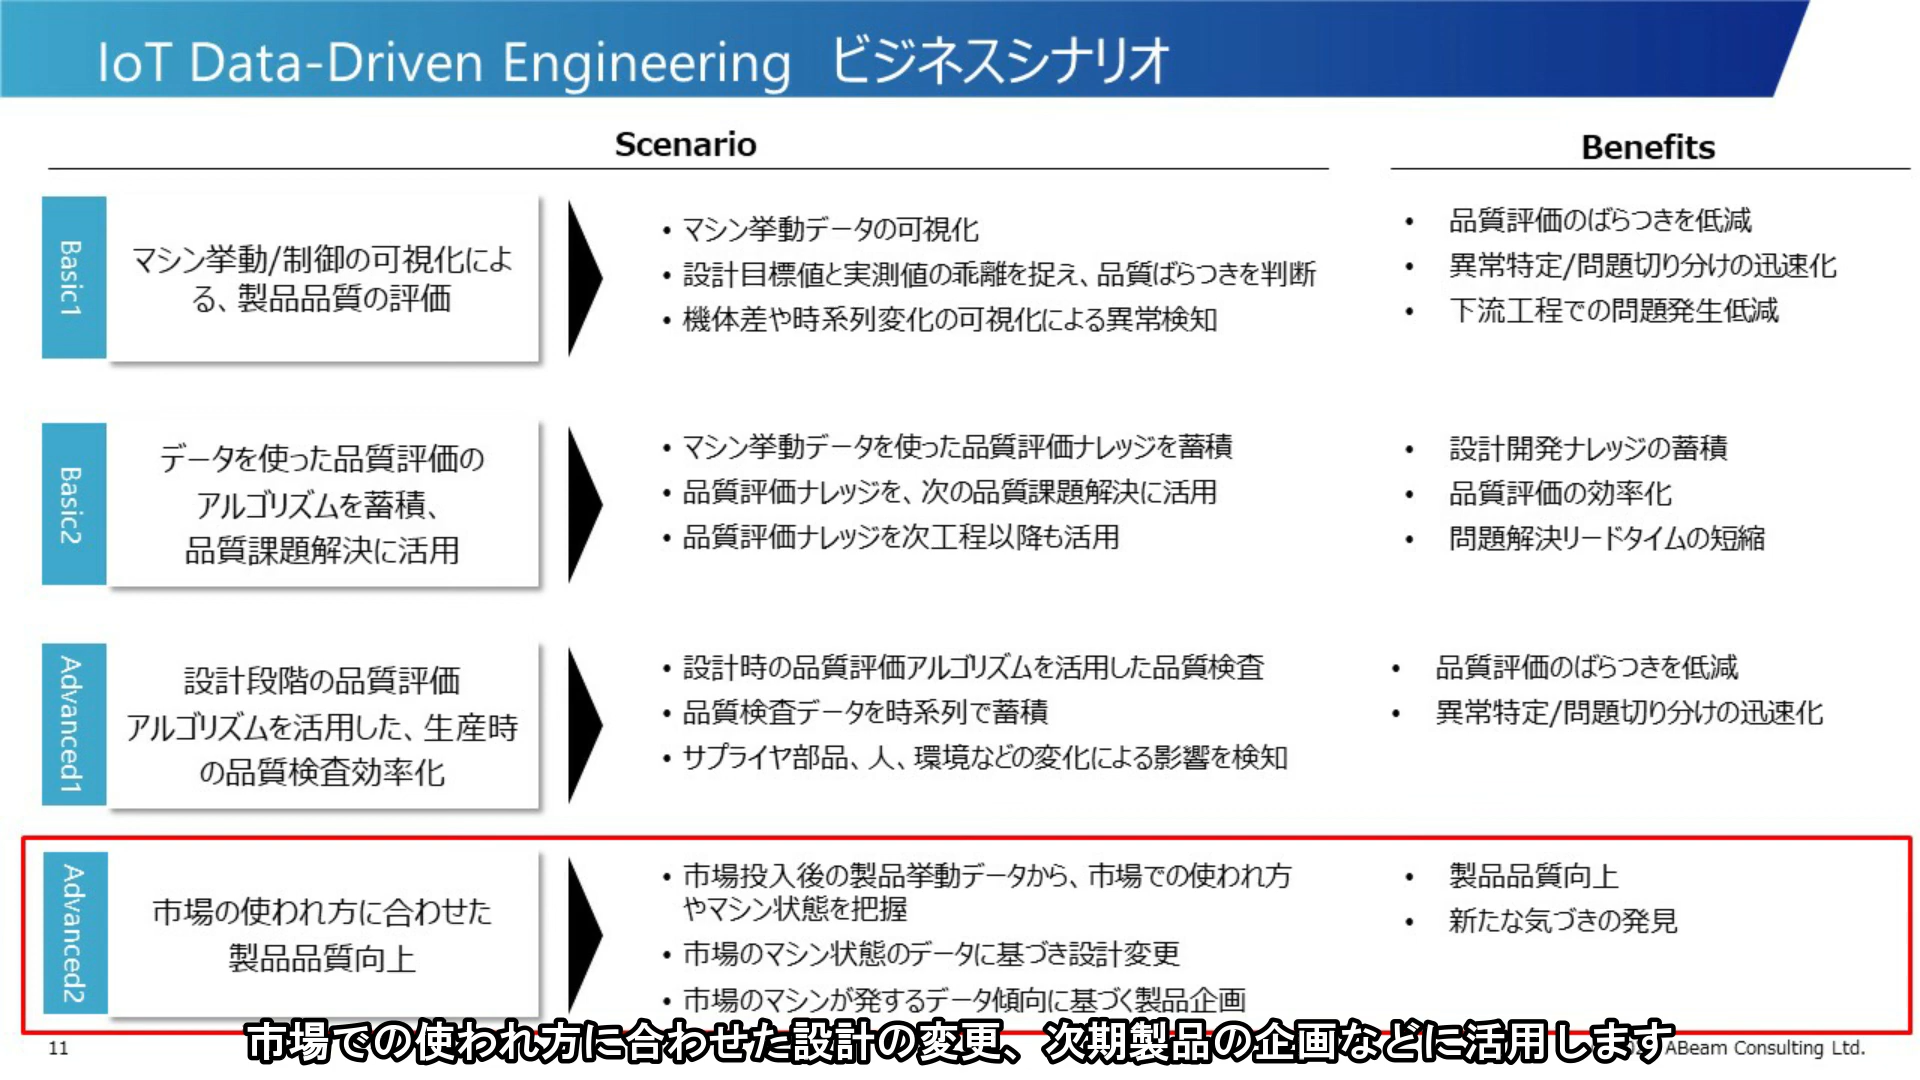 IoT Data-Driven Engineering ビジネスシナリオ
Scenario
Benefits
Basic1
マシン挙動/制御の可視化によ
る、製品品質の評価
• マシン挙動データの可視化
• 設計目標値と実測値の乖離を捉え、品質ばらつきを判断
• 機体差や時系列変化の可視化による異常検知
• 品質評価のばらつきを低減
• 異常特定/問題切り分けの迅速化
• 下流工程での問題発生低減
Basic2
データを使った品質評価の
アルゴリズムを蓄積、
品質課題解決に活用
• マシン挙動データを使った品質評価ナレッジを蓄積
• 品質評価ナレッジを、次の品質課題解決に活用
• 品質評価ナレッジを次工程以降も活用
• 設計開発ナレッジの蓄積
• 品質評価の効率化
• 問題解決リードタイムの短縮
Advanced1
設計段階の品質評価
アルゴリズムを活用した、生産時
の品質検査効率化
• 設計時の品質評価アルゴリズムを活用した品質検査
• 品質検査データを時系列で蓄積
• サプライヤ部品、人、環境などの変化による影響を検知
• 品質評価のばらつきを低減
• 異常特定/問題切り分けの迅速化
Advanced2
市場の使われ方に合わせた
製品品質向上
• 市場投入後の製品挙動データから、市場での使われ方
やマシン状態を把握
• 市場のマシン状態のデータに基づき設計変更
• 市場のマシンが発するデータ傾向に基づく製品企画
• 製品品質向上
• 新たな気づきの発見
市場での使われ方に合わせた設計の変更、次期製品の企画などに活用します
11
ABeam Consulting Ltd.